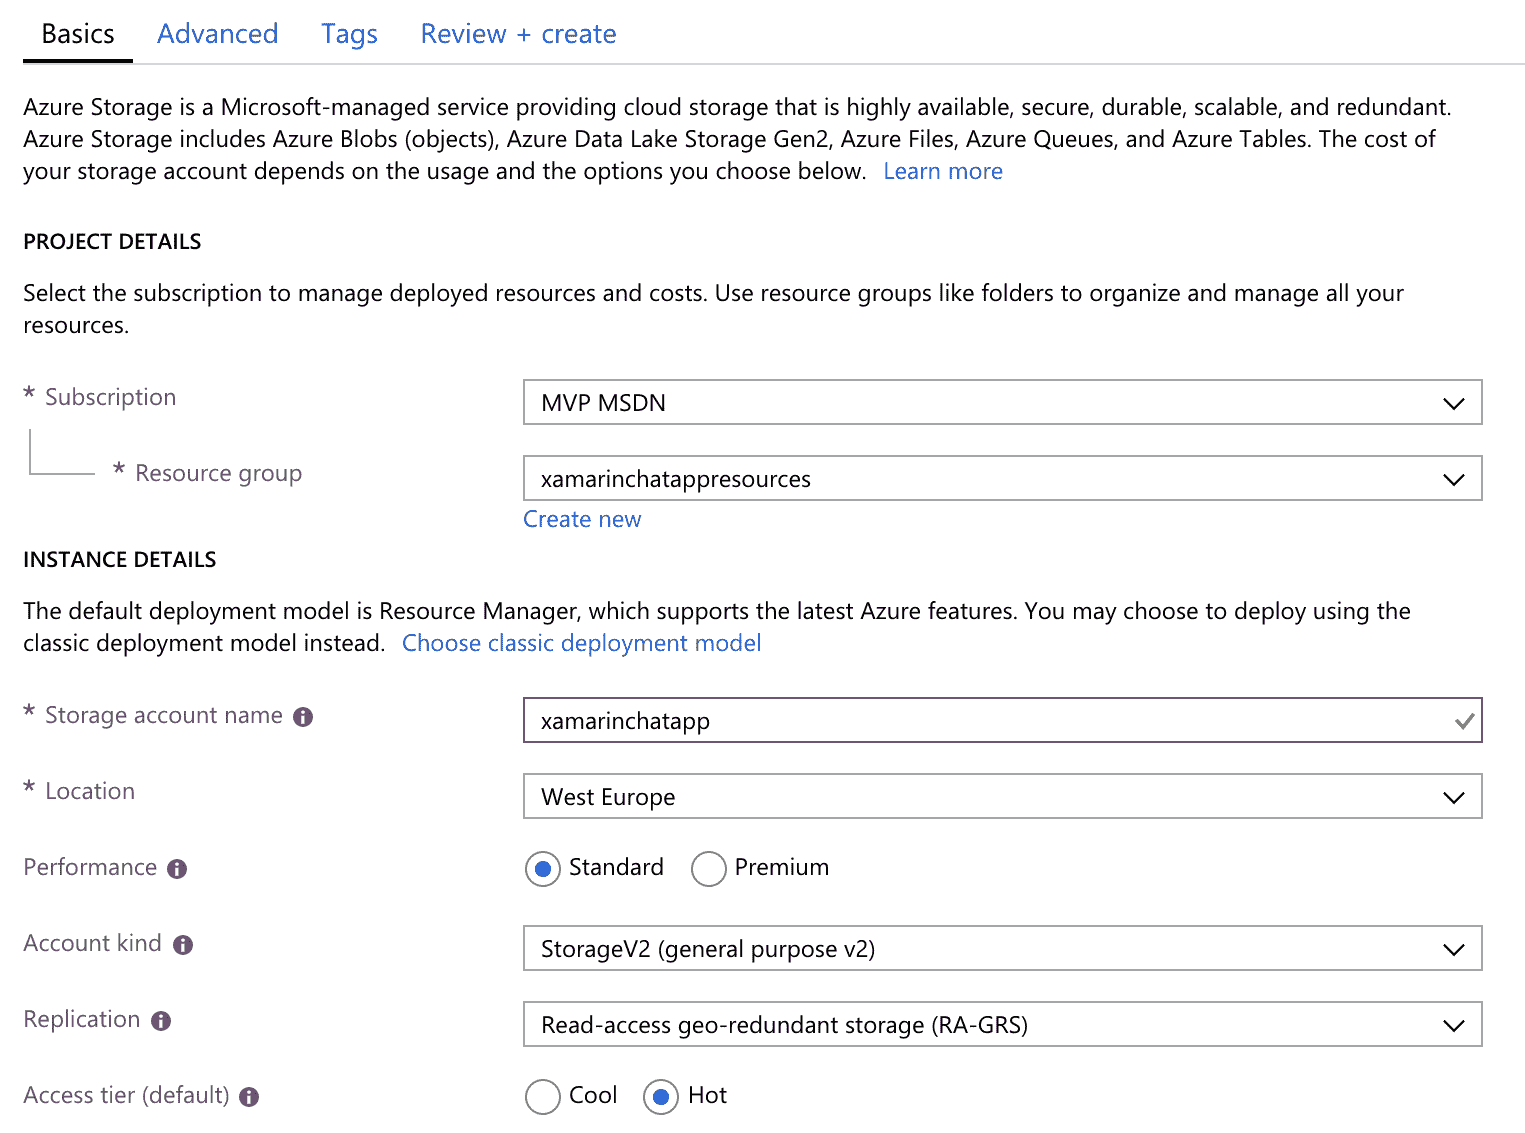 Basics Advanced Tags Review + create
Azure Storage is a Microsoft-managed service providing cloud storage that is highly available, secure, durable, scalable, and redundant.
Azure Storage includes Azure Blobs (objects), Azure Data Lake Storage Gen2, Azure Files, Azure Queues, and Azure Tables. The cost of
your storage account depends on the usage and the options you choose below. Learn more
PROJECT DETAILS
Select the subscription to manage deployed resources and costs. Use resource groups like folders to organize and manage all your
resources.
* Subscription MVP MSDN
* Resource group xamarinchatappresources
Create new
INSTANCE DETAILS
The default deployment model is Resource Manager, which supports the latest Azure features. You may choose to deploy using the
classic deployment model instead. Choose classic deployment model
* Storage account name xamarinchatapp
* Location West Europe
Performance Standard Premium
Account kind StorageV2 (general purpose v2)
Replication Read-access geo-redundant storage (RA-GRS)
Access tier (default) Cool Hot